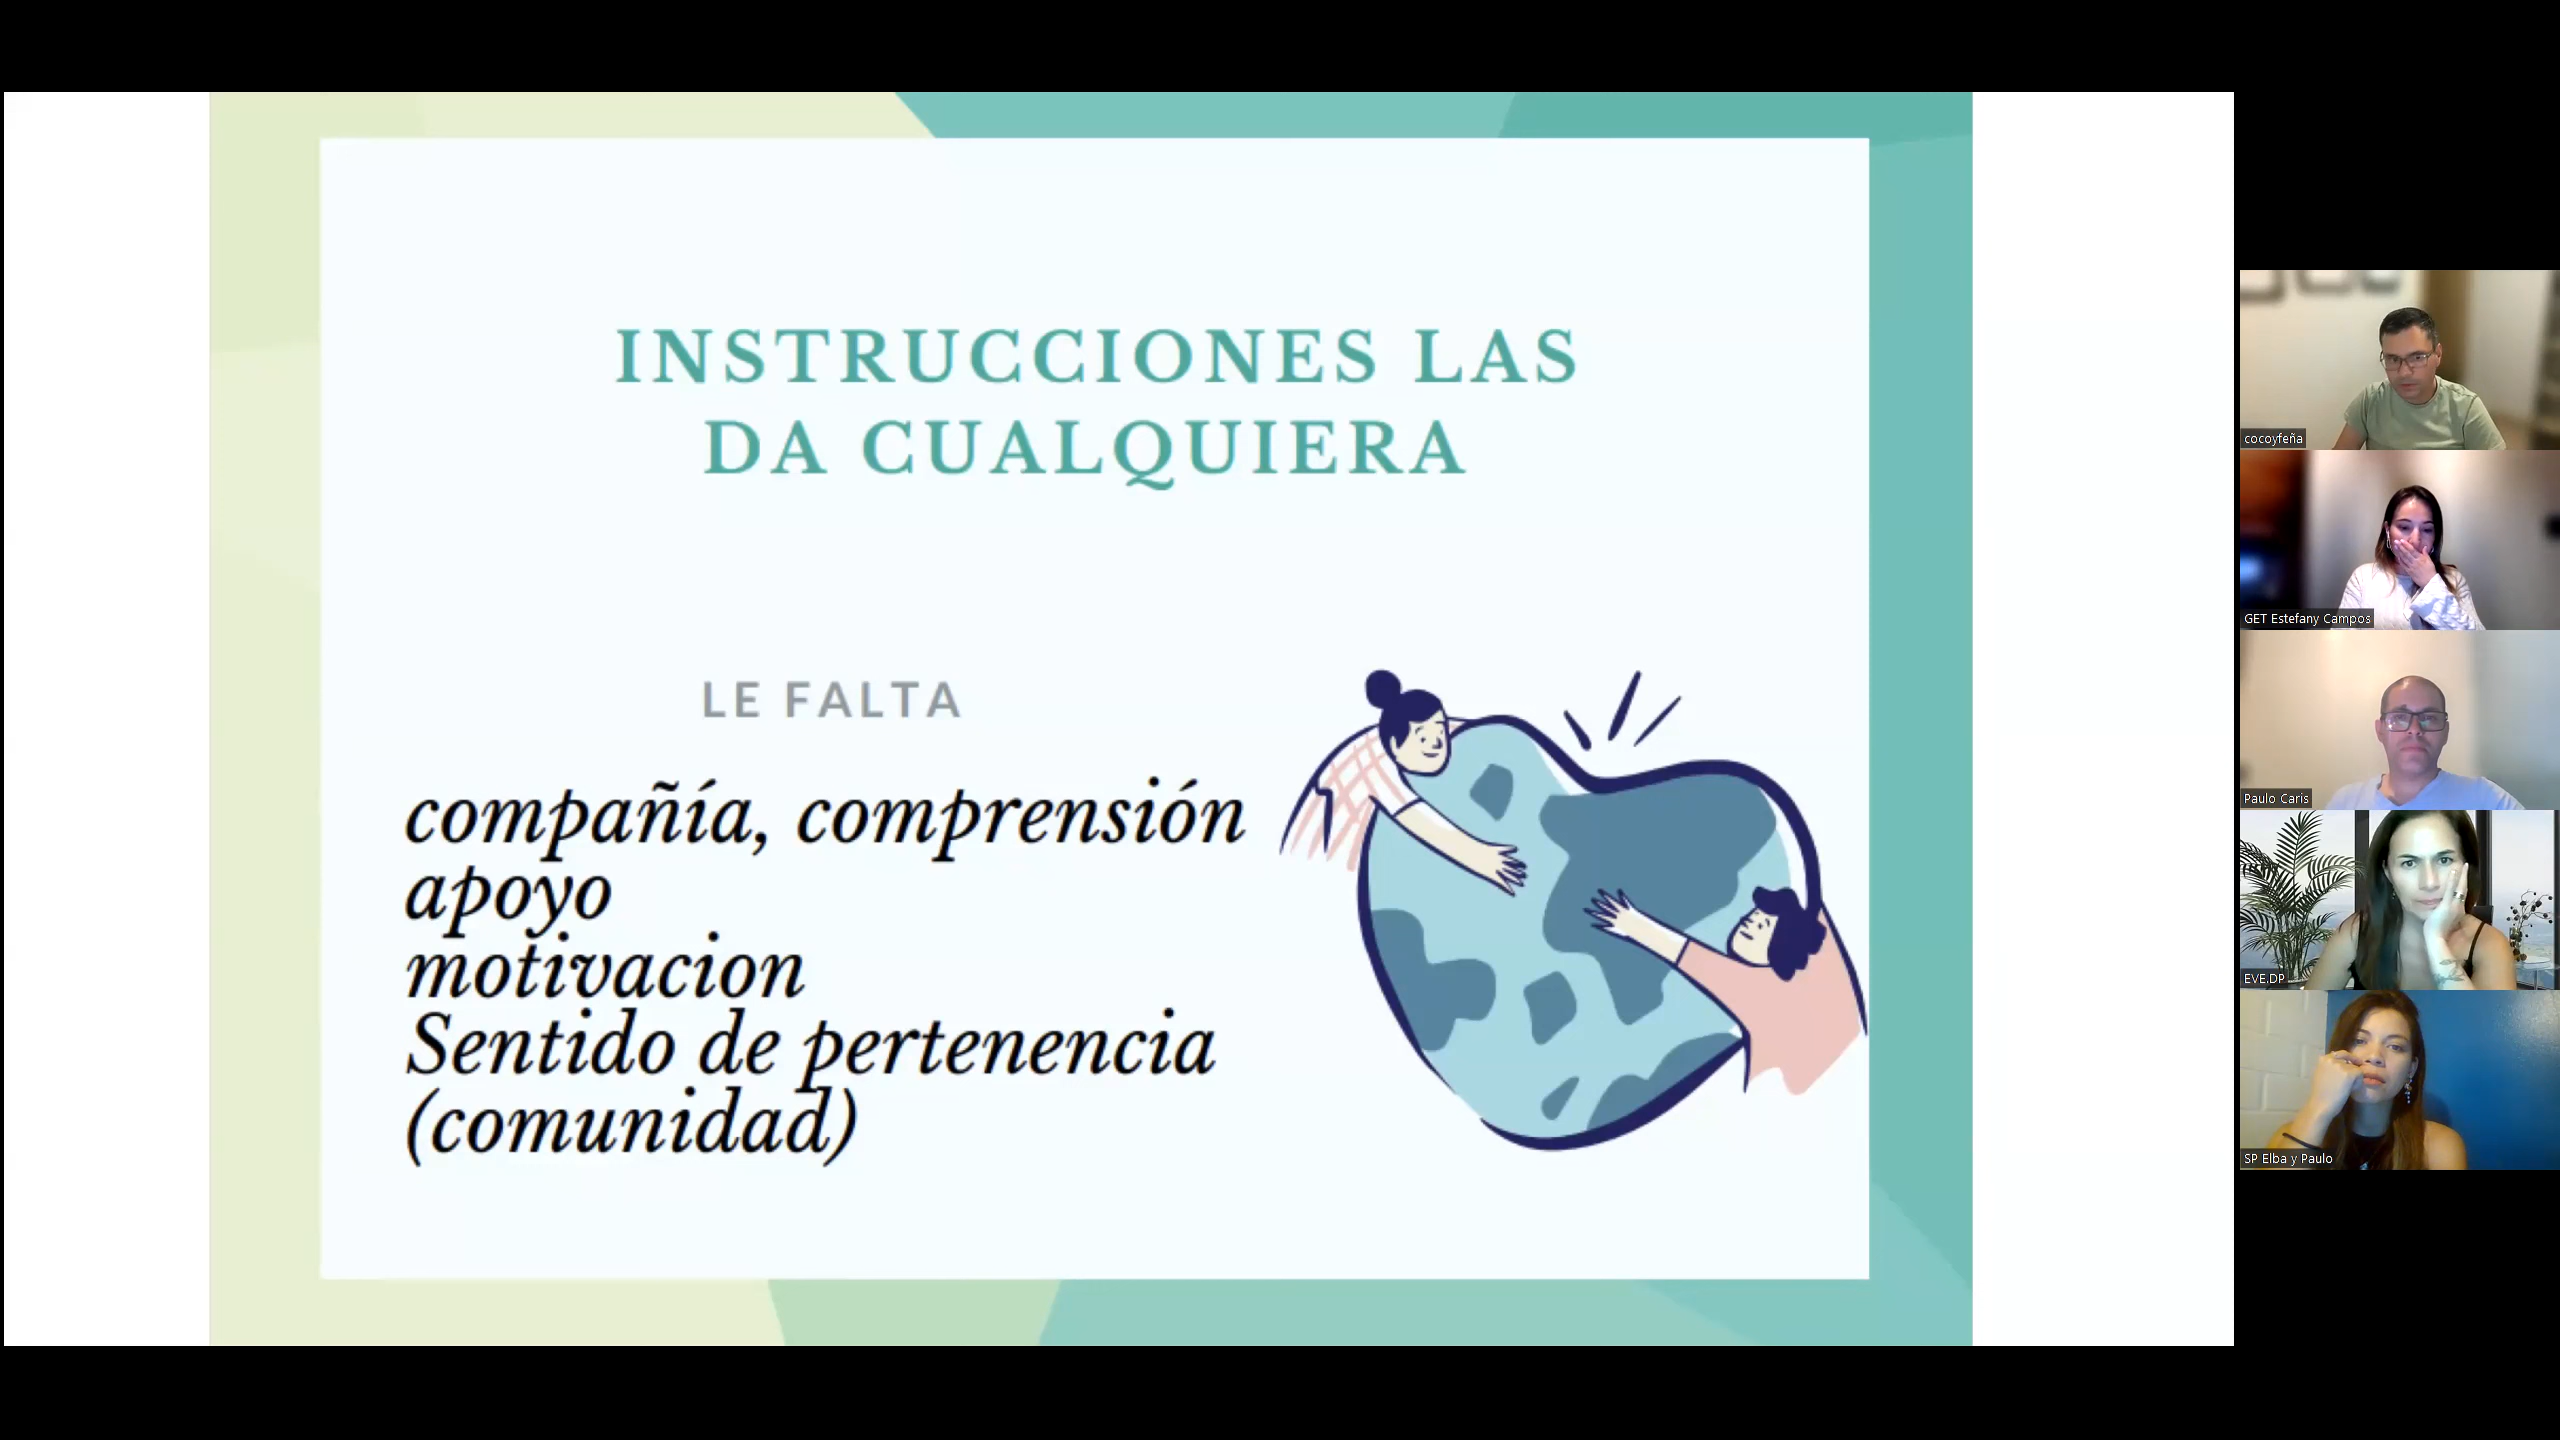 INSTRUCCIONES LAS
DA CUALQUIERA
LE FALTA
compañía, comprensión
apoyo
motivacion
Sentido de pertenencia
(comunidad)
cocoyfeña
GET Estefany Campos
Paulo Caris
EVE.DP
SP Elba y Paulo